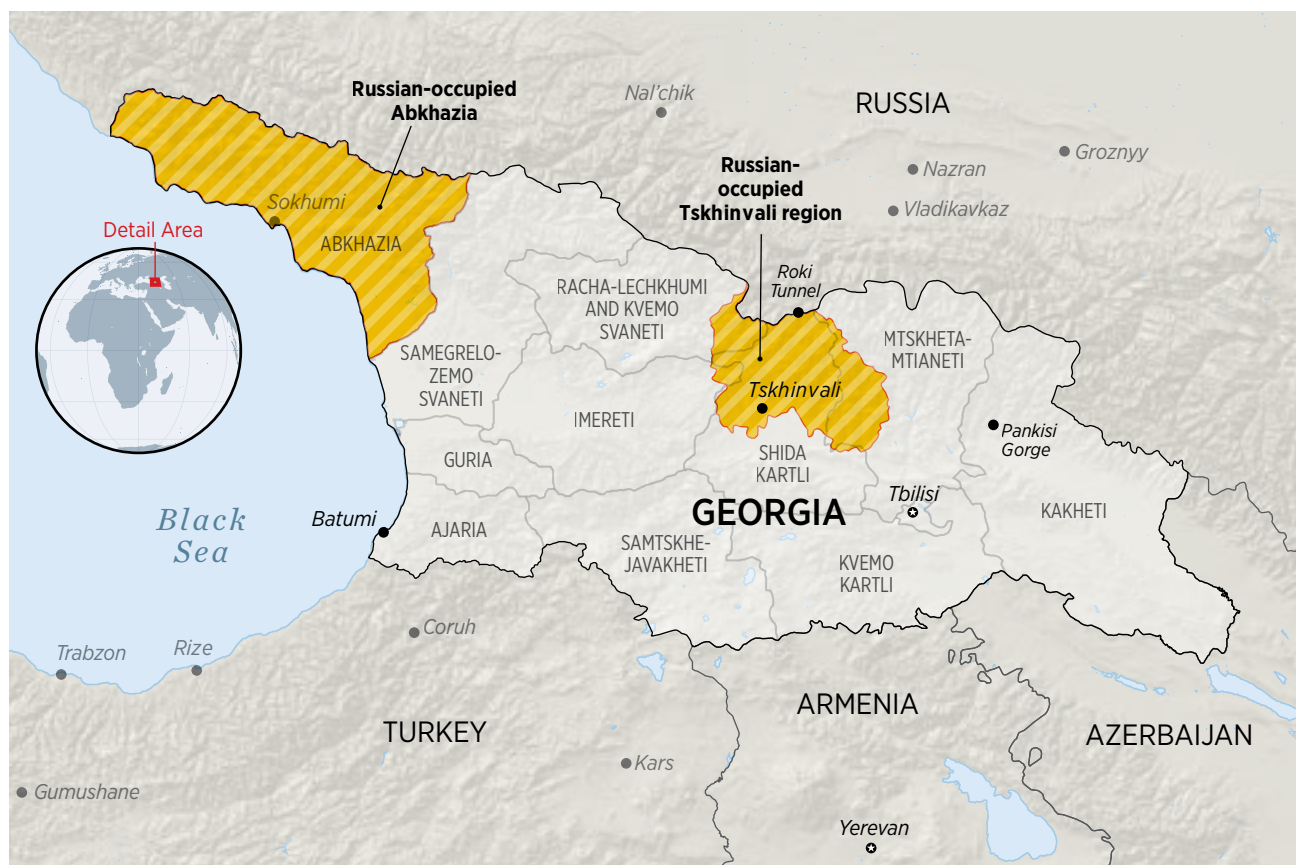 Russian-occupied
Abkhazia
Nal’chik
RUSSIA
Groznyy
Nazran
Vladikavkaz
Russian-
occupied
Tskhinvali region
Sokhumi
ABKHAZIA
Detail Area
Roki
Tunnel
RACHA-LECHKHUMI
AND KVEMO
SVANETI
MTSKHETA-
MTIANETI
SAMEGRELO-
ZEMO
SVANETI
Tskhinvali
IMERETI
Pankisi
Gorge
GURIA
SHIDA
KARTLI
Tbilisi
GEORGIA
KAKHETI
Black
Sea
Batumi
AJARIA
SAMTSKHE-
JAVAKHETI
KVEMO
KARTLI
Coruh
Trabzon
Rize
ARMENIA
TURKEY
AZERBAIJAN
Kars
Gumushane
Yerevan